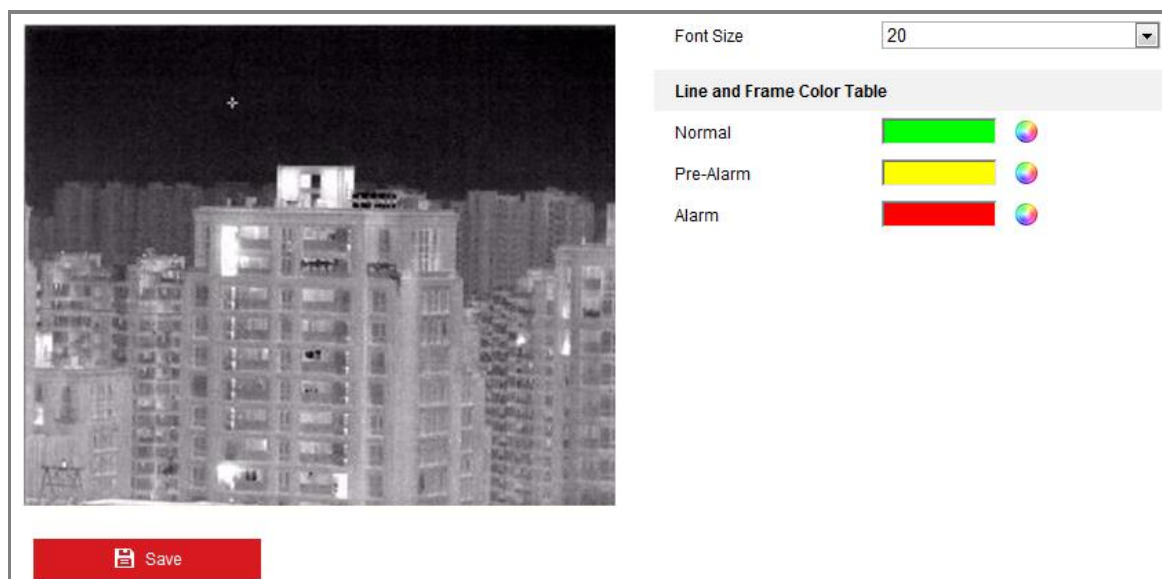 Font Size
20
Line and Frame Color Table
Normal
Pre-Alarm
Alarm
Save